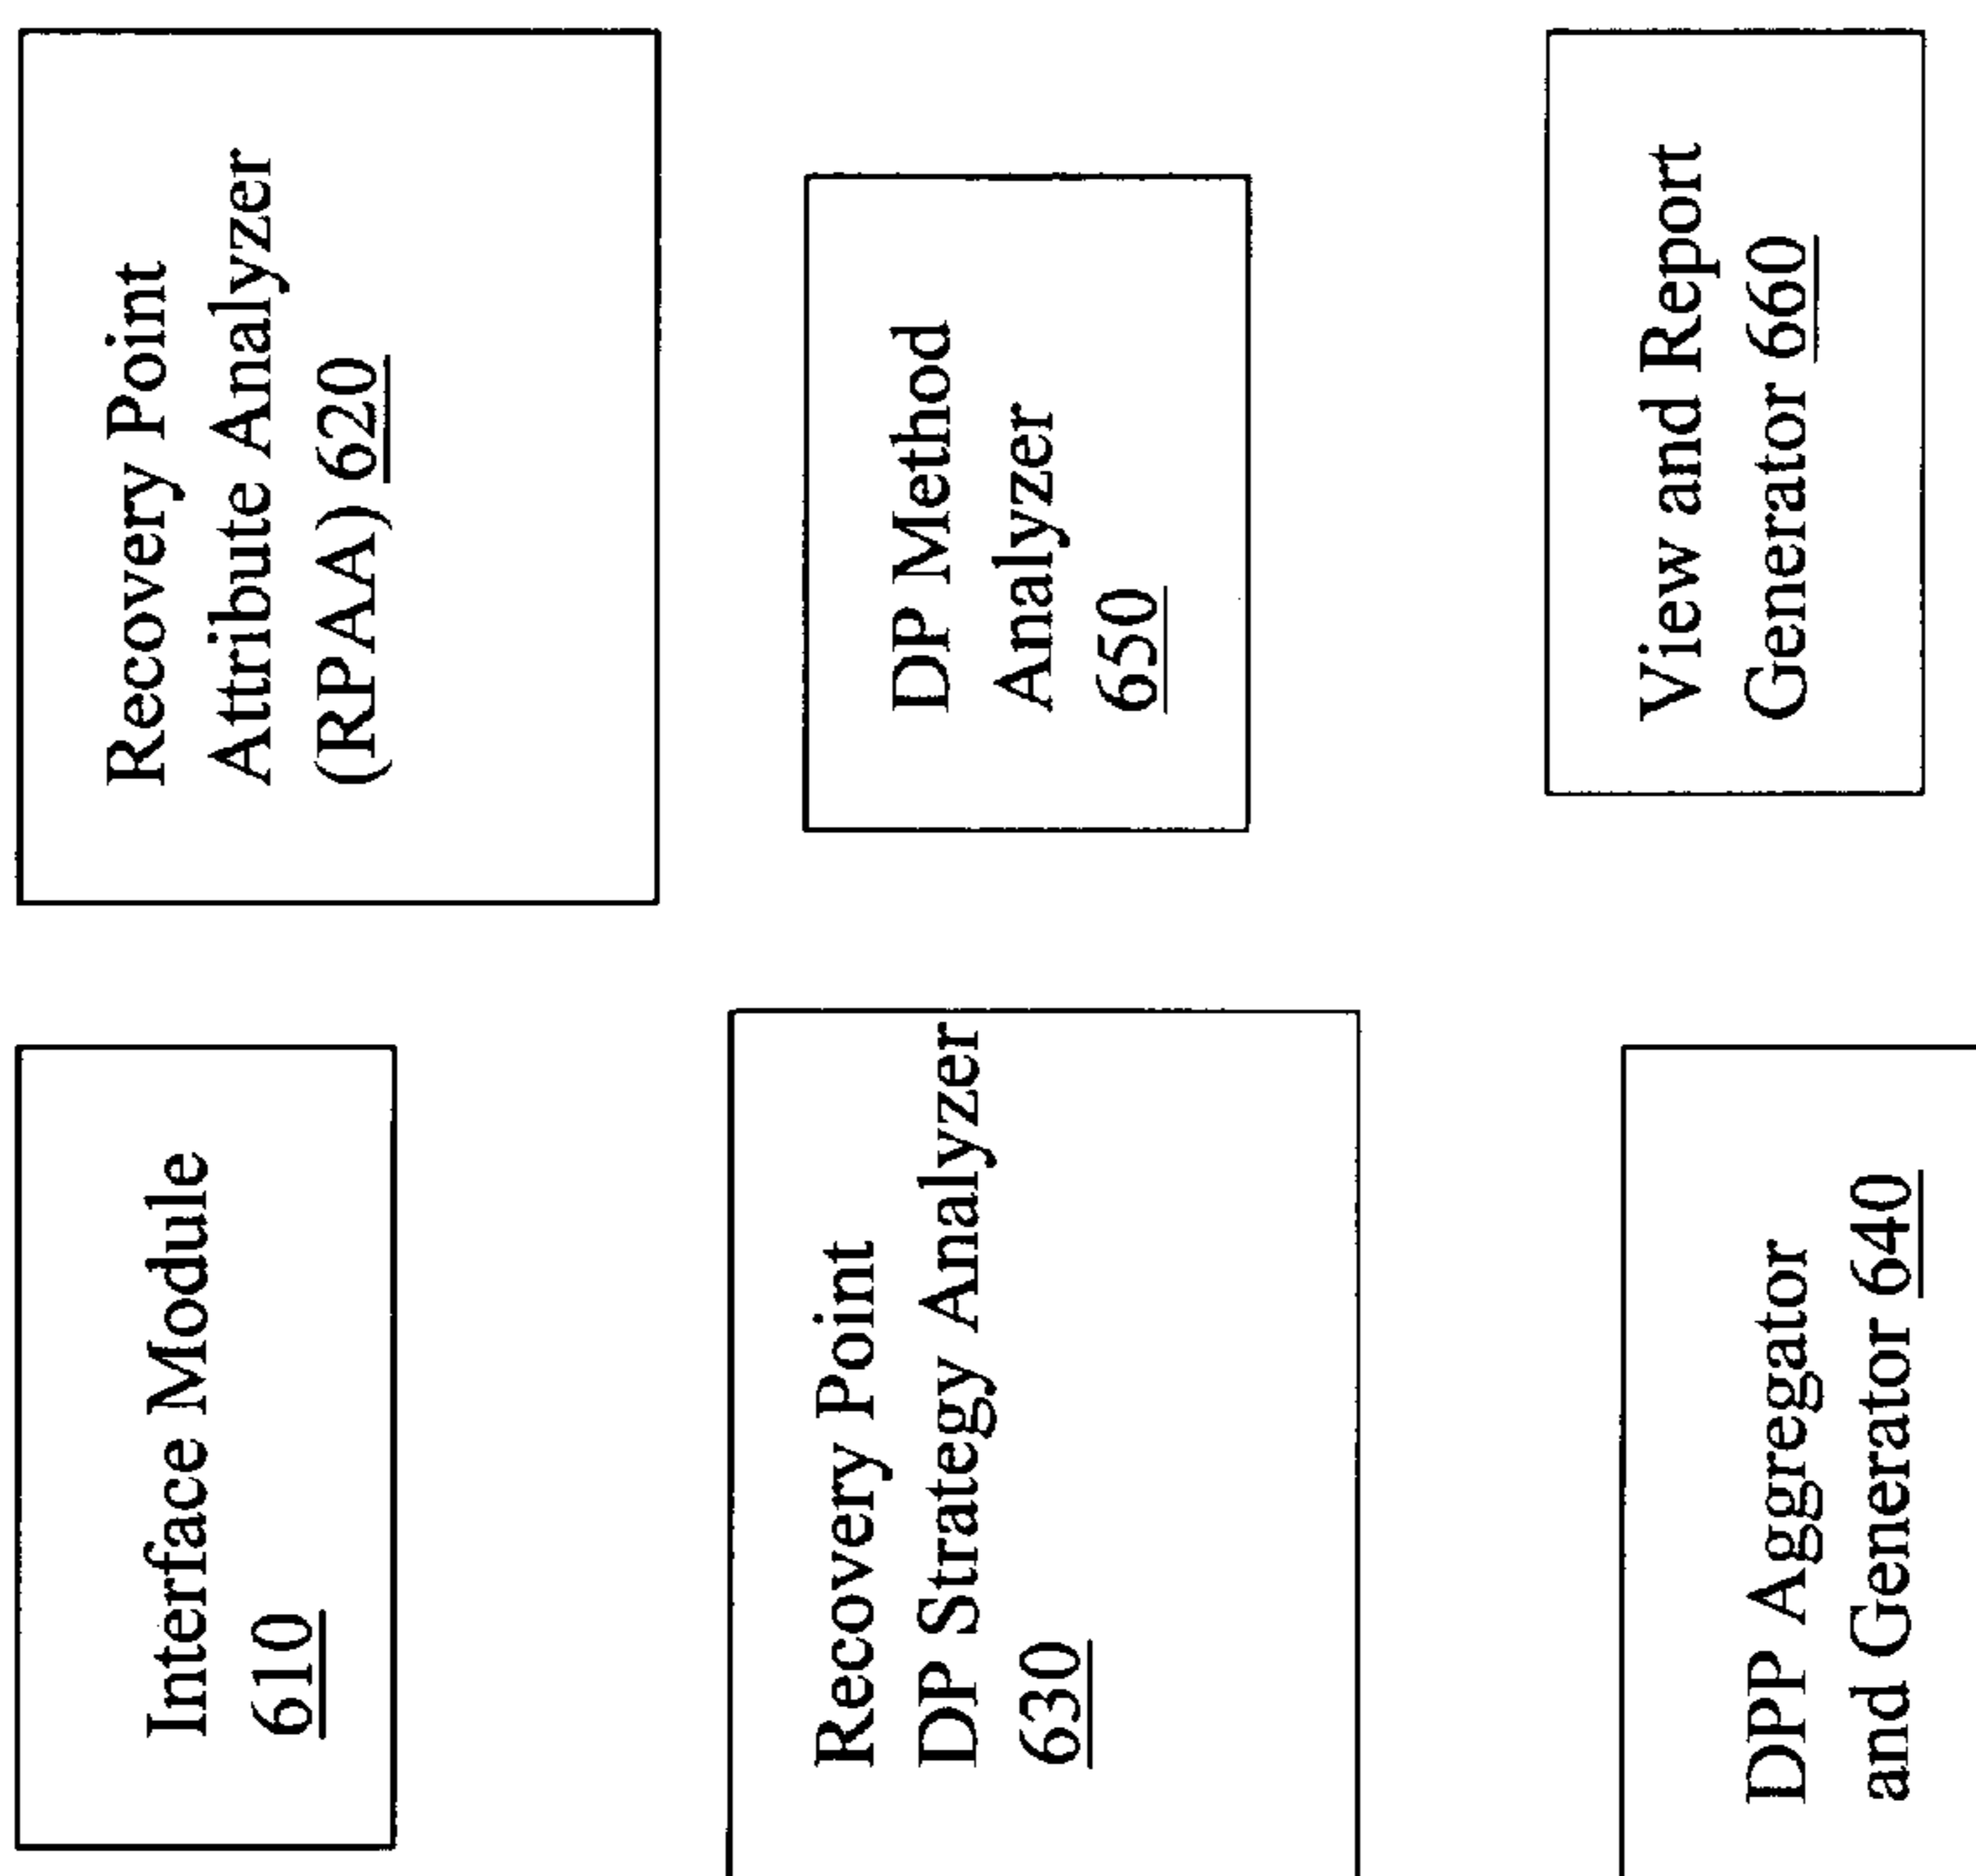 Interface Module
610
Recovery Point
Attribute Analyzer
(RPAA) 620
Recovery Point
DP Strategy Analyzer
630
DP Method
Analyzer
650
DPP Aggregator
and Generator 640
View and Report
Generator 660